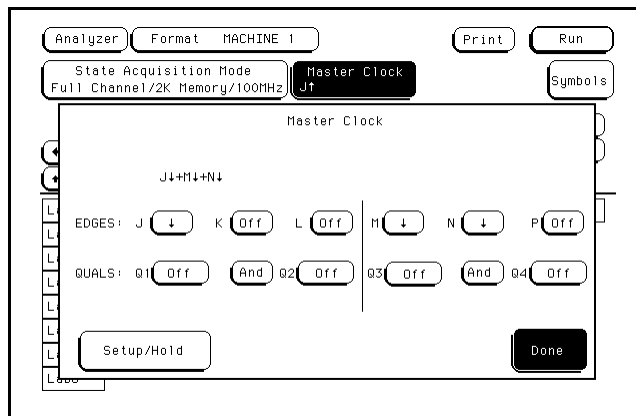 Analyzer Format MACHINE 1 Print Run
State Acquisition Mode
Full Channel/2K Memory/100MHz
Master Clock
J↑
Symbols
Master Clock
J↓+M↓+N↓
EDGES: J ↓ K Off L Off M ↓ N ↓ P Off
QUALS: Q1 Off And Q2 Off Q3 Off And Q4 Off
Setup/Hold Done